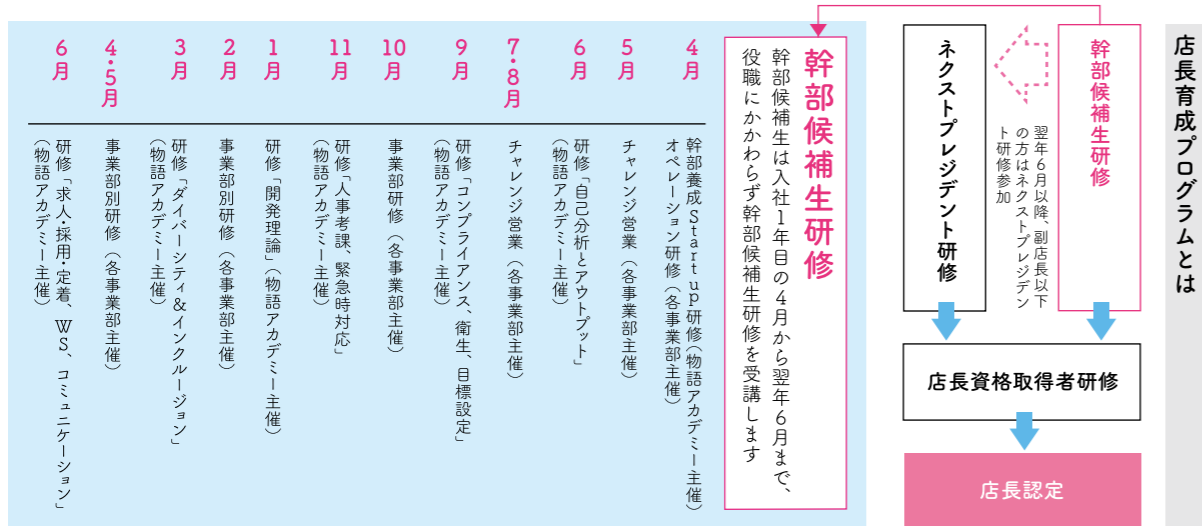 店長育成プログラムとは
幹部候補生研修
翌年6月以降、副店長以下
の方はネクストプレジデン
ト研修参加
ネクストプレジデント研修
店長資格取得者研修
店長認定
幹部候補生研修
幹部候補生は入社1年目の4月から翌年6月まで、
役職にかかわらず幹部候補生研修を受講します
4月
幹部養成Start up研修（物語アカデミー主催）
オペレーション研修（各事業部主催）
5月
チャレンジ営業（各事業部主催）
6月
研修「自己分析とアウトプット」
（物語アカデミー主催）
7・8月
チャレンジ営業（各事業部主催）
9月
研修「コンプライアンス、衛生、目標設定」
（物語アカデミー主催）
10月
事業部研修（各事業部主催）
11月
研修「人事考課、緊急時対応」
（物語アカデミー主催）
1月
研修「開発理論」（物語アカデミー主催）
2月
事業部別研修（各事業部主催）
3月
研修「ダイバーシティ＆インクルージョン」
（物語アカデミー主催）
4・5月
事業部別研修（各事業部主催）
6月
研修「求人・採用・定着、WS、コミュニケーション」
（物語アカデミー主催）